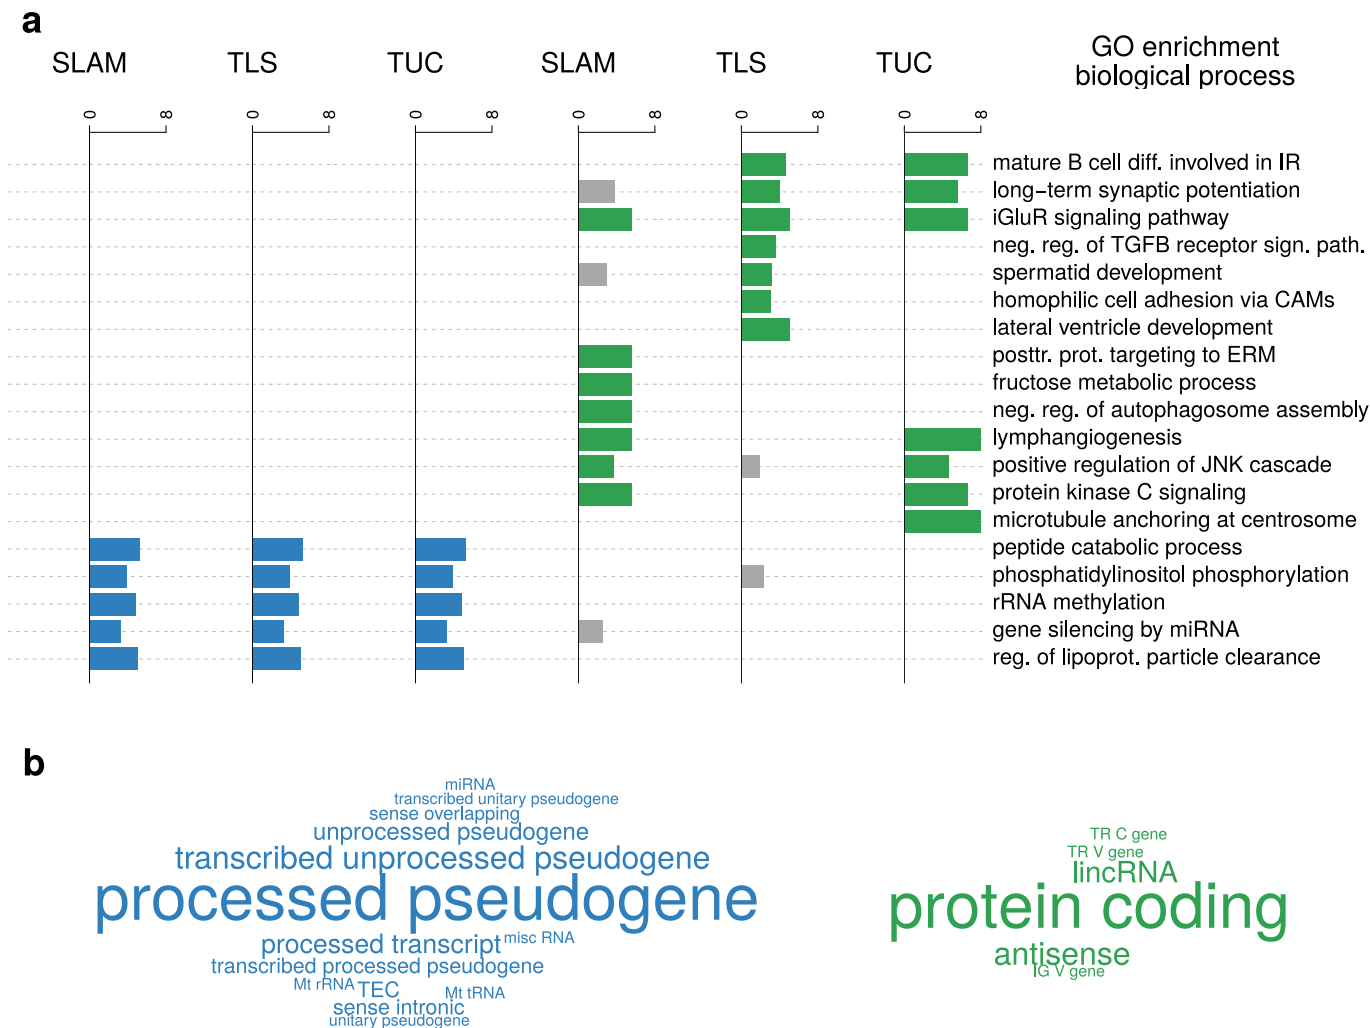 a
SLAM TLS TUC SLAM TLS TUC GO enrichment
biological process
0 8 0 8 0 8 0 8 0 8 0 8
mature B cell diff. involved in IR
long−term synaptic potentiation
iGluR signaling pathway
neg. reg. of TGFB receptor sign. path.
spermatid development
homophilic cell adhesion via CAMs
lateral ventricle development
posttr. prot. targeting to ERM
fructose metabolic process
neg. reg. of autophagosome assembly
lymphangiogenesis
positive regulation of JNK cascade
protein kinase C signaling
microtubule anchoring at centrosome
peptide catabolic process
phosphatidylinositol phosphorylation
rRNA methylation
gene silencing by miRNA
reg. of lipoprot. particle clearance
b
miRNA
transcribed unitary pseudogene
sense overlapping
unprocessed pseudogene
transcribed unprocessed pseudogene
processed pseudogene
processed transcript misc RNA
transcribed processed pseudogene
Mt rRNA TEC Mt tRNA
sense intronic
unitary pseudogene
TR C gene
TR V gene
lincRNA
protein coding
antisense
IG V gene